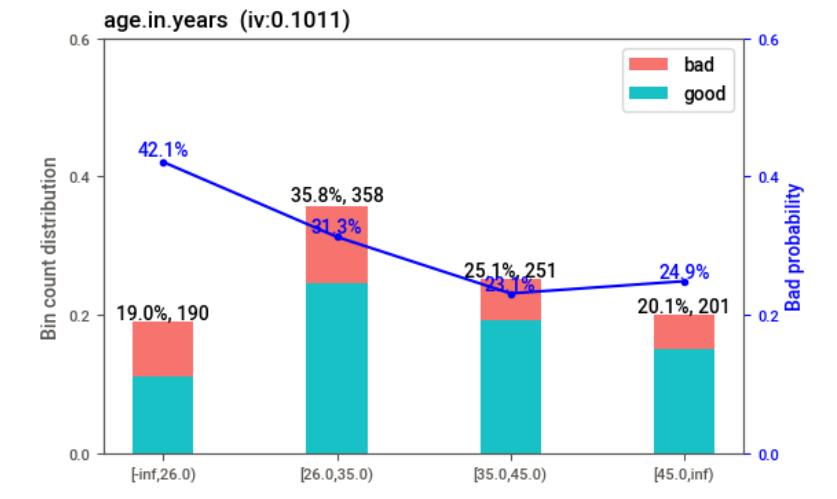 age.in.years  (iv:0.1011)
0.6
0.4
0.2
0.0
Bin count distribution
bad
good
42.1%
35.8%, 358
31.3%
25.1%, 251
23.1%
24.9%
19.0%, 190
20.1%, 201
0.6
0.4
0.2
0.0
Bad probability
[-inf,26.0)
[26.0,35.0)
[35.0,45.0)
[45.0,inf)